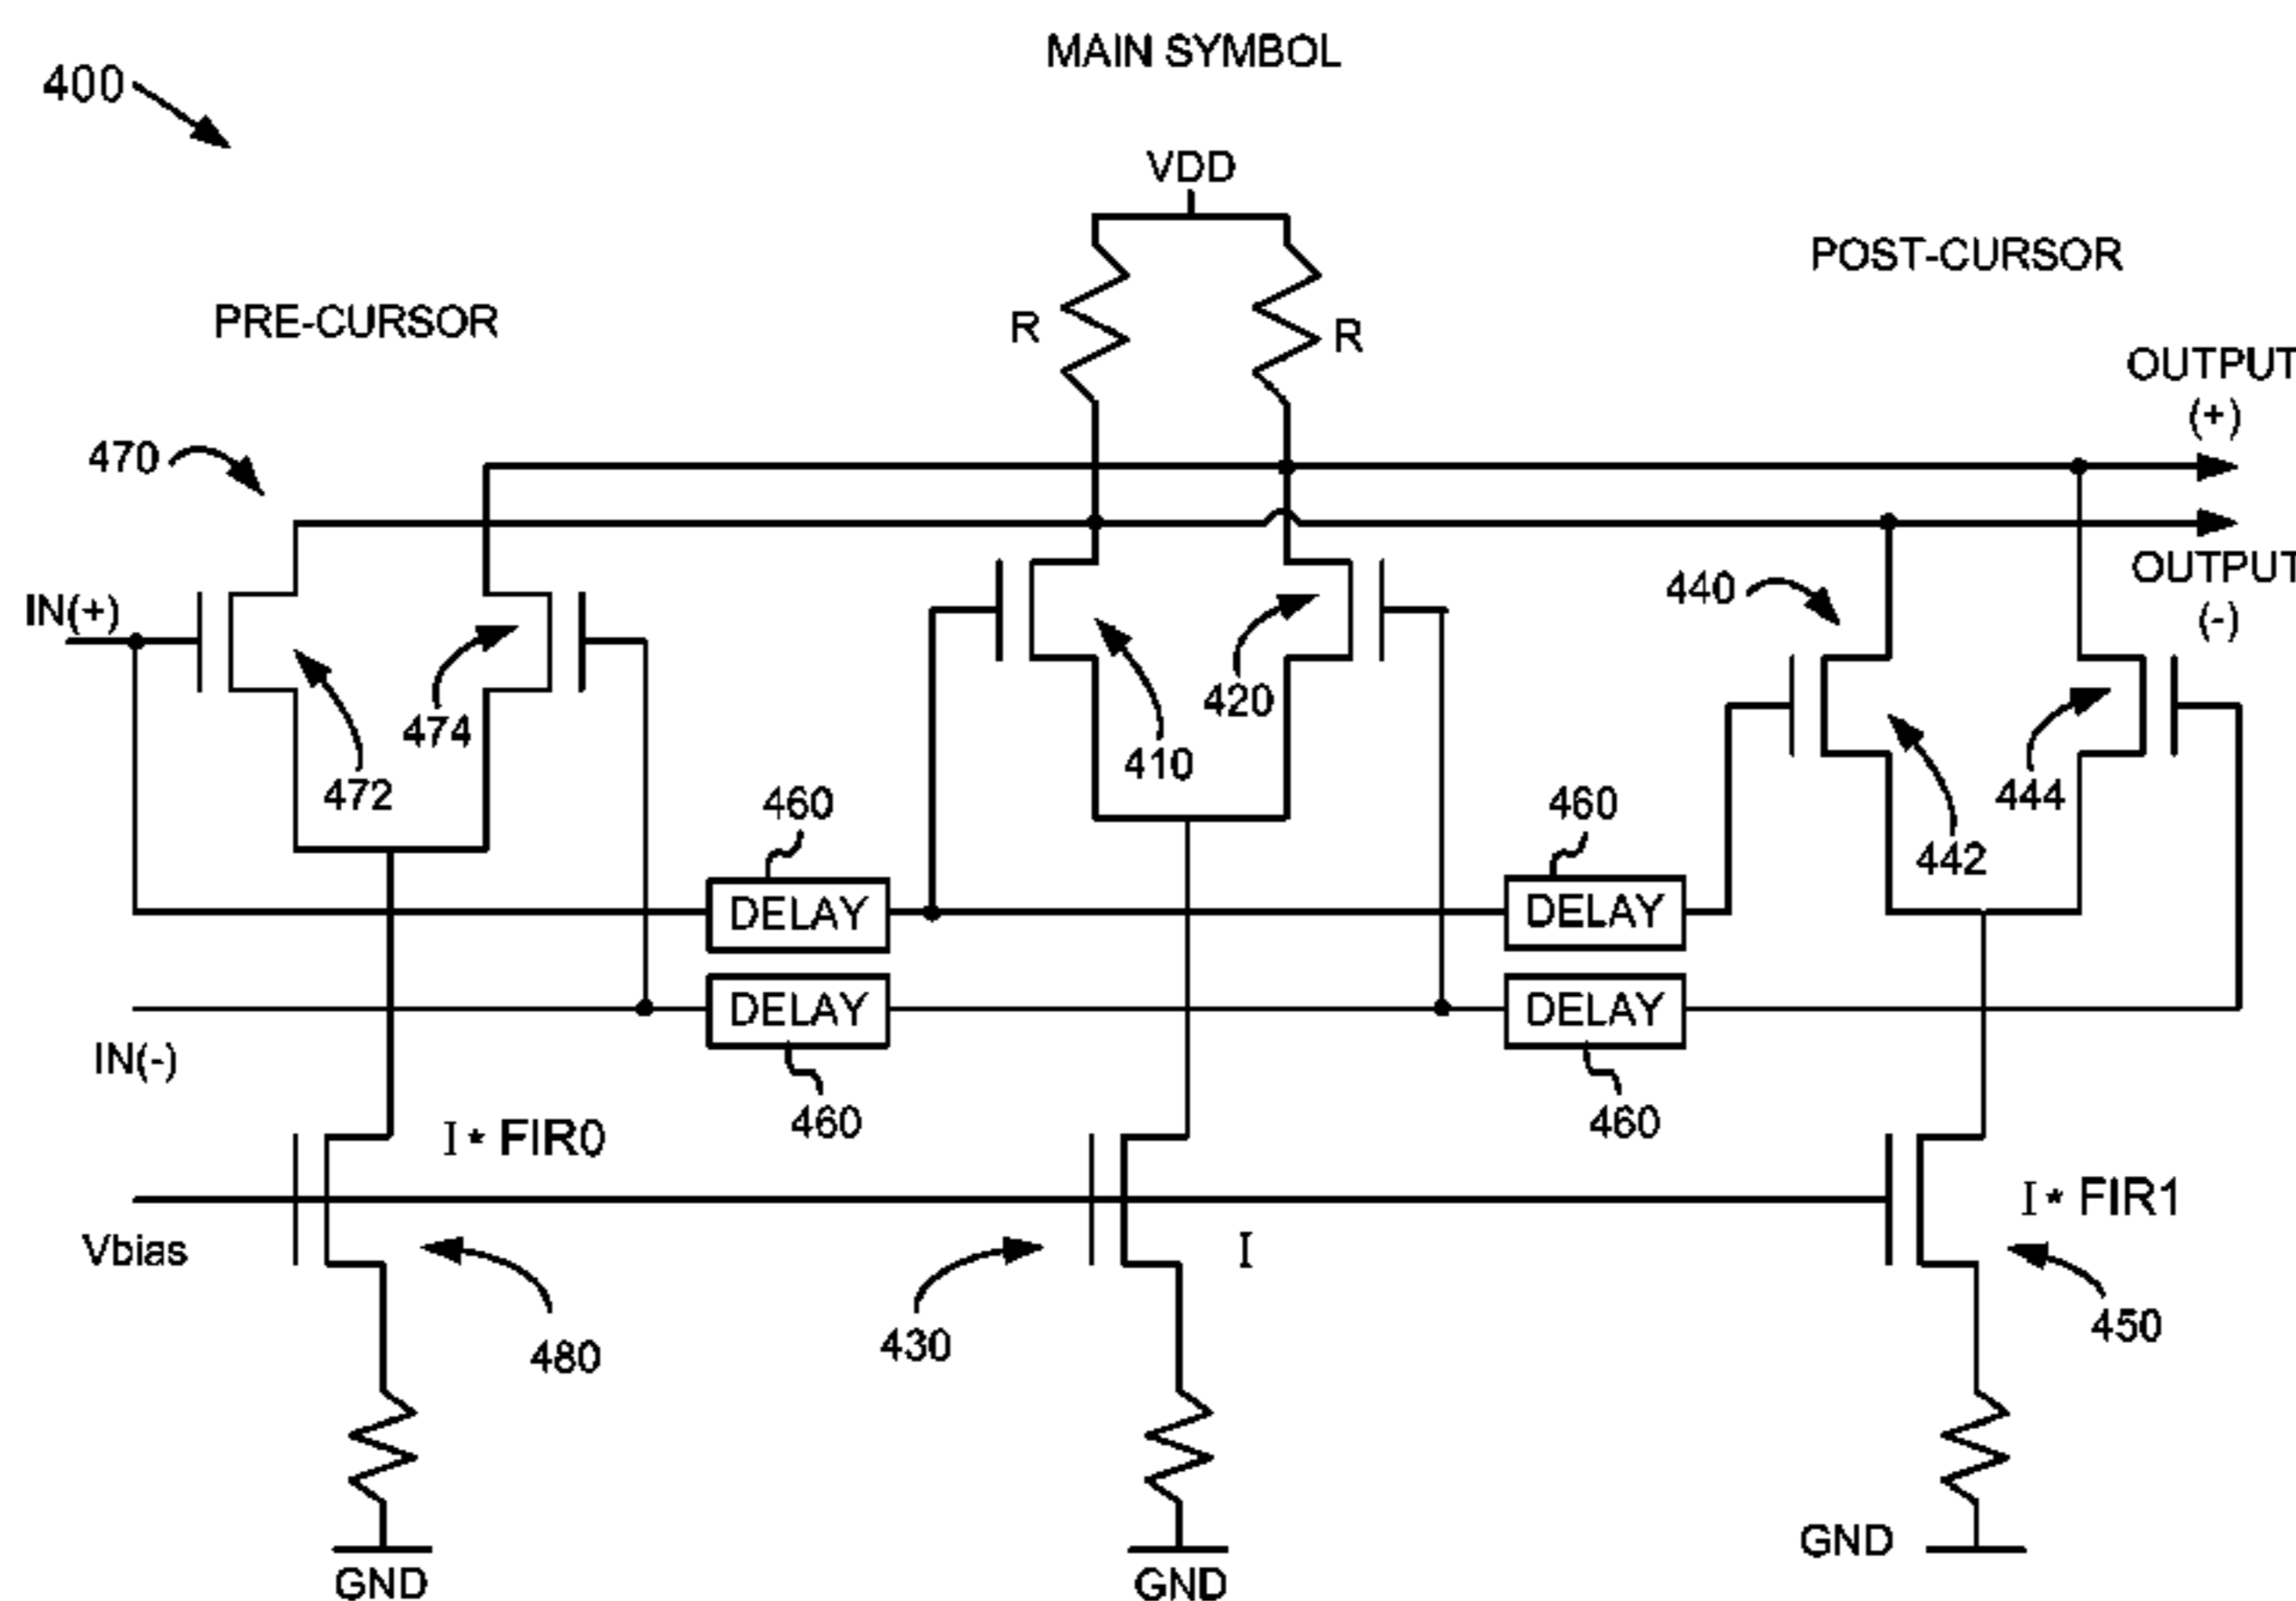 MAIN SYMBOL
400
VDD
POST-CURSOR
PRE-CURSOR
R
R
OUTPUT
(+)
470
OUTPUT
(-)
440
IN(+)
420
474
410
472
444
442
460
460
DELAY
DELAY
DELAY
DELAY
IN(-)
460
460
I * FIR0
I * FIR1
Vbias
I
480
430
450
GND
GND
GND